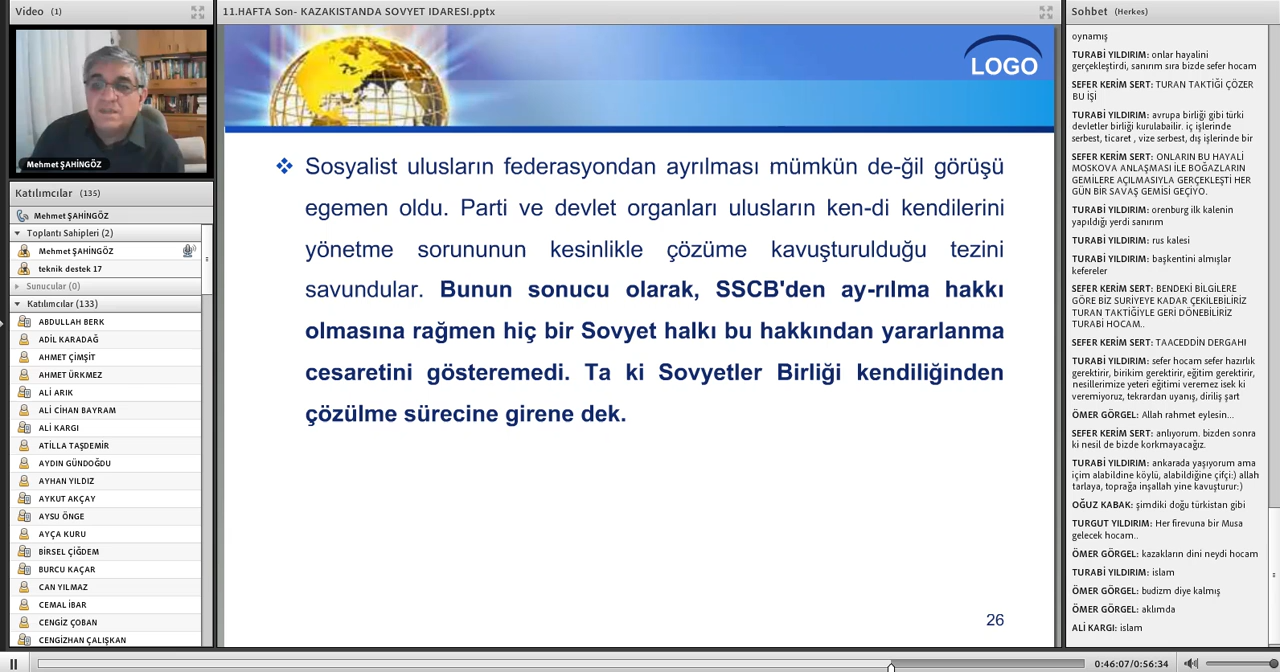 Video (1)
Mehmet ŞAHİNGÖZ
Katılımcılar (135)
Mehmet ŞAHİNGÖZ
Toplantı Sahipleri (2)
Mehmet ŞAHİNGÖZ
teknik destek 17
Sunucular (0)
Katılımcılar (133)
ABDULLAH BERK
ADİL KARADAĞ
AHMET ÇİMŞİT
AHMET ÜRKMEZ
ALİ ARIK
ALİ CİHAN BAYRAM
ALİ KARGI
ATİLLA TAŞDEMİR
AYDIN GÜNDOĞDU
AYHAN YILDIZ
AYKUT AKÇAY
AYSU ÖNGE
AYÇA KURU
BİRSEL ÇİĞDEM
BURCU KAÇAR
CAN YILMAZ
CEMAL İBAR
CENGİZ ÇOBAN
CENGİZHAN ÇALIŞKAN
11.HAFTA Son- KAZAKISTANDA SOVYET IDARESI.pptx
LOGO
❖ Sosyalist ulusların federasyondan ayrılması mümkün de-ğil görüşü
egemen oldu. Parti ve devlet organları ulusların ken-di kendilerini
yönetme sorununun kesinlikle çözüme kavuşturulduğu tezini
savundular. Bunun sonucu olarak, SSCB'den ay-rılma hakkı
olmasına rağmen hiç bir Sovyet halkı bu hakkından yararlanma
cesaretini gösteremedi. Ta ki Sovyetler Birliği kendiliğinden
çözülme sürecine girene dek.
26
Sohbet (Herkes)
oynamış
TURABİ YILDIRIM: onlar hayalini
gerçekleştirdi, sanırım sıra bizde sefer hocam
SEFER KERİM SERT: TURAN TAKTİĞİ ÇÖZER
BU İŞİ
TURABİ YILDIRIM: avrupa birliği gibi türki
devletler birliği kurulabailir. iç işlerinde
serbest, ticaret , vize serbest, dış işlerinde bir
SEFER KERİM SERT: ONLARIN BU HAYALİ
MOSKOVA ANLAŞMASI İLE BOĞAZLARIN
GEMİLERE AÇILMASIYLA GERÇEKLEŞTİ HER
GÜN BİR SAVAŞ GEMİSİ GEÇİYO.
TURABİ YILDIRIM: orenburg ilk kalenin
yapıldığı yerdi sanırım
TURABİ YILDIRIM: rus kalesi
TURABİ YILDIRIM: başkentini almışlar
kefereler
SEFER KERİM SERT: BENDEKİ BİLGİLERE
GÖRE BİZ SURİYEYE KADAR ÇEKİLEBİLİRİZ
TURAN TAKTİĞİYLE GERİ DÖNEBİLİRİZ
TURABİ HOCAM..
SEFER KERİM SERT: TAACEDDİN DERGAHI
TURABİ YILDIRIM: sefer hocam sefer hazırlık
gerektirir, birikim gerektirir, eğitim gerektirir,
nesillerimize yeteri eğitimi veremez isek ki
veremiyoruz, tekrardan uyanış, diriliş şart
ÖMER GÖRGEL: Allah rahmet eylesin...
SEFER KERİM SERT: anlıyorum. bizden sonra
ki nesil de bizde korkmayacağız.
TURABİ YILDIRIM: ankarada yaşıyorum ama
içim alabildine köylü, alabildiğine çifçi:) allah
tarlaya, toprağa inşallah yine kavuşturur:)
OĞUZ KABAK: şimdiki doğu türkistan gibi
TURGUT YILDIRIM: Her firevuna bir Musa
gelecek hocam..
ÖMER GÖRGEL: kazakların dini neydi hocam
TURABİ YILDIRIM: islam
ÖMER GÖRGEL: budizm diye kalmış
ÖMER GÖRGEL: aklımda
ALİ KARGI: islam
0:46:07/0:56:34